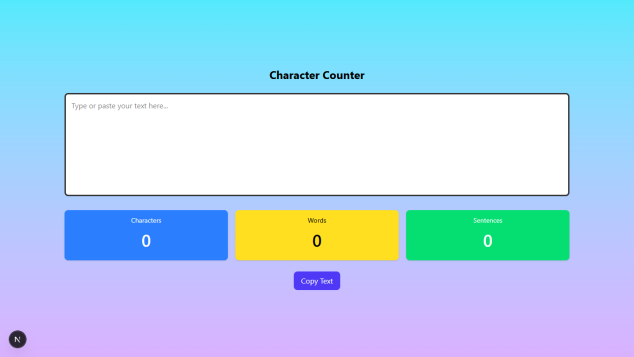 Character Counter
Type or paste your text here...
Characters
Words
Sentences
0
0
0
Copy Text
N